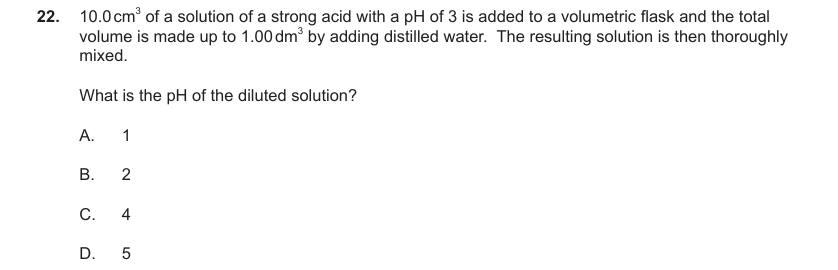 22. 10.0 cm³ of a solution of a strong acid with a pH of 3 is added to a volumetric flask and the total
volume is made up to 1.00 dm³ by adding distilled water. The resulting solution is then thoroughly
mixed.
What is the pH of the diluted solution?
A. 1
B. 2
C. 4
D. 5